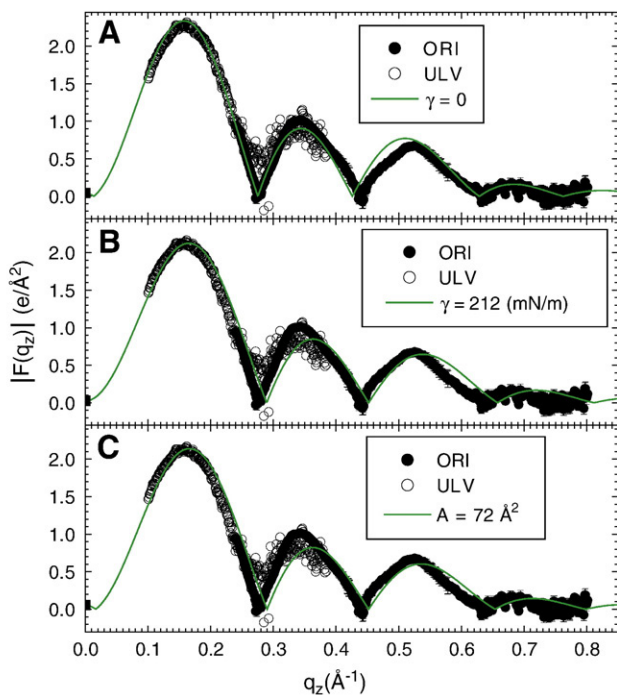 A
2.0
1.5
1.0
0.5
0.0
ORI
ULV
γ = 0
B
2.0
1.5
1.0
0.5
0.0
ORI
ULV
γ = 212 (mN/m)
|F(q_z)| (e/Å²)
C
2.0
1.5
1.0
0.5
0.0
ORI
ULV
A = 72 Å²
0.0 0.1 0.2 0.3 0.4 0.5 0.6 0.7 0.8
q_z(Å⁻¹)